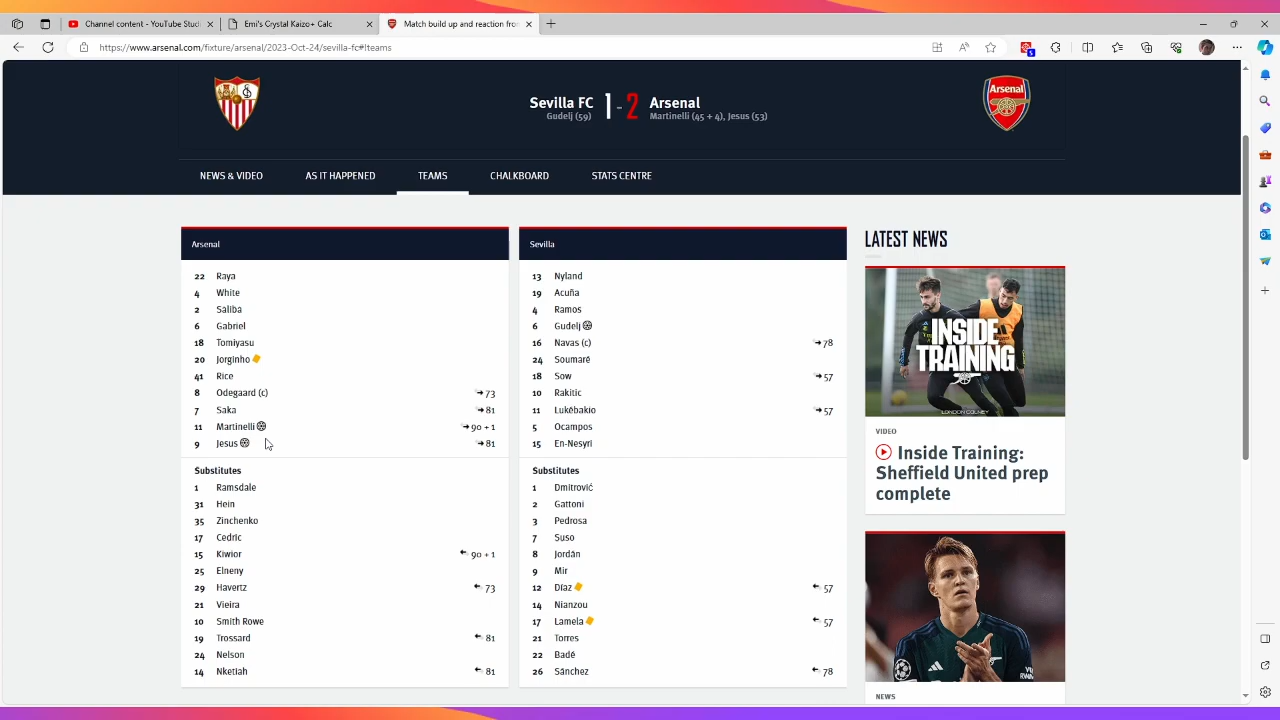 Channel content - YouTube Studi
Emi's Crystal Kaizo+ Calc
Match build up and reaction fro
https://www.arsenal.com/fixture/arsenal/2023-Oct-24/sevilla-fc#!teams
Sevilla FC 1 - 2 Arsenal
Gudelj (59) Martinelli (45 + 4), Jesus (53)
Arsenal
NEWS & VIDEO AS IT HAPPENED TEAMS CHALKBOARD STATS CENTRE
Arsenal
22 Raya
4 White
2 Saliba
6 Gabriel
18 Tomiyasu
20 Jorginho
41 Rice
8 Odegaard (c) 73
7 Saka 81
11 Martinelli 90 + 1
9 Jesus 81
Substitutes
1 Ramsdale
31 Hein
35 Zinchenko
17 Cedric
15 Kiwior 90 + 1
25 Elneny
29 Havertz 73
21 Vieira
10 Smith Rowe
19 Trossard 81
24 Nelson
14 Nketiah 81
Sevilla
13 Nyland
19 Acuña
4 Ramos
6 Gudelj
16 Navas (c) 78
24 Soumaré
18 Sow 57
10 Rakitic
11 Lukébakio 57
5 Ocampos
15 En-Nesyri
Substitutes
1 Dmitrović
2 Gattoni
3 Pedrosa
7 Suso
8 Jordán
9 Mir
12 Díaz 57
14 Nianzou
17 Lamela 57
21 Torres
22 Badé
26 Sánchez 78
LATEST NEWS
INSIDE
TRAINING
LONDON COLNEY
VIDEO
Inside Training:
Sheffield United prep
complete
NEWS